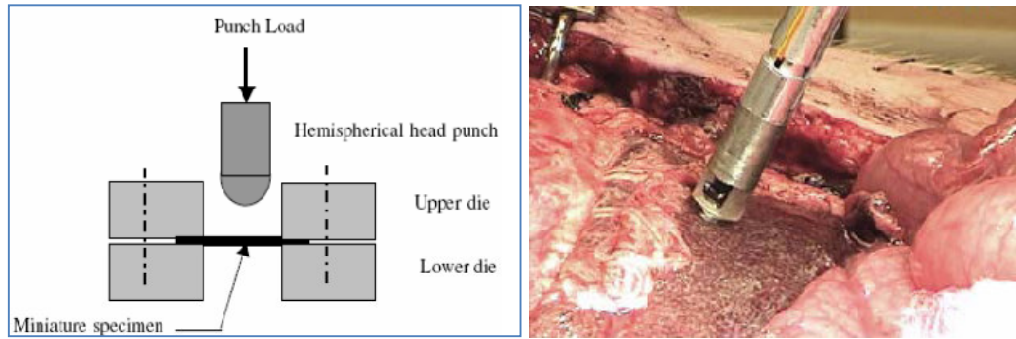 Punch Load
Hemispherical head punch
Upper die
Lower die
Miniature specimen